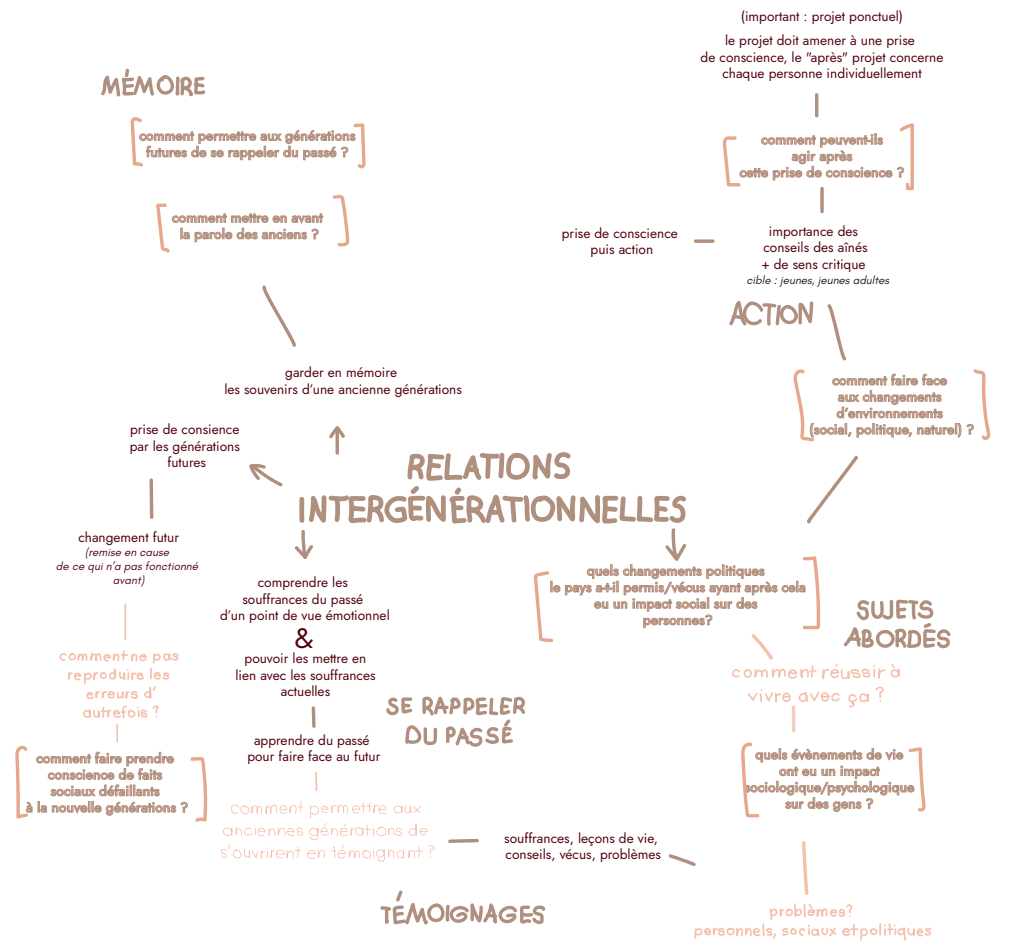 (important : projet ponctuel)
le projet doit amener à une prise
de conscience, le "après" projet concerne
chaque personne individuellement
MÉMOIRE
comment permettre aux générations
futures de se rappeler du passé ?
comment peuvent-ils
agir après
cette prise de conscience ?
comment mettre en avant
la parole des anciens ?
prise de conscience
puis action
importance des
conseils des aînés
+ de sens critique
cible : jeunes, jeunes adultes
ACTION
garder en mémoire
les souvenirs d'une ancienne générations
comment faire face
aux changements
d'environnements
(social, politique, naturel) ?
prise de consience
par les générations
futures
RELATIONS
INTERGÉNÉRATIONNELLES
changement futur
(remise en cause
de ce qui n'a pas fonctionné
avant)
comprendre les
souffrances du passé
d'un point de vue émotionnel
&
pouvoir les mettre en
lien avec les souffrances
actuelles
quels changements politiques
le pays a-t-il permis/vécus ayant après cela
eu un impact social sur des
personnes?
SUJETS
ABORDÉS
comment ne pas
reproduire les
erreurs d'
autrefois ?
comment réussir à
vivre avec ça ?
SE RAPPELER
DU PASSÉ
apprendre du passé
pour faire face au futur
comment faire prendre
conscience de faits
sociaux défaillants
à la nouvelle générations ?
quels évènements de vie
ont eu un impact
sociologique/psychologique
sur des gens ?
comment permettre aux
anciennes générations de
s'ouvrirent en témoignant ?
souffrances, leçons de vie,
conseils, vécus, problèmes
TÉMOIGNAGES
problèmes?
personnels, sociaux et politiques